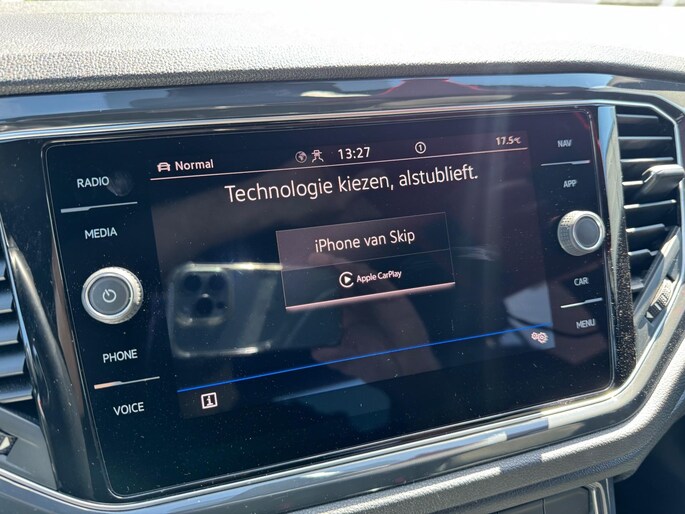 Normal
13:27
1
17.5°C
RADIO
MEDIA
PHONE
VOICE
Technologie kiezen, alstublieft.
iPhone van Skip
Apple CarPlay
i
NAV
APP
CAR
MENU